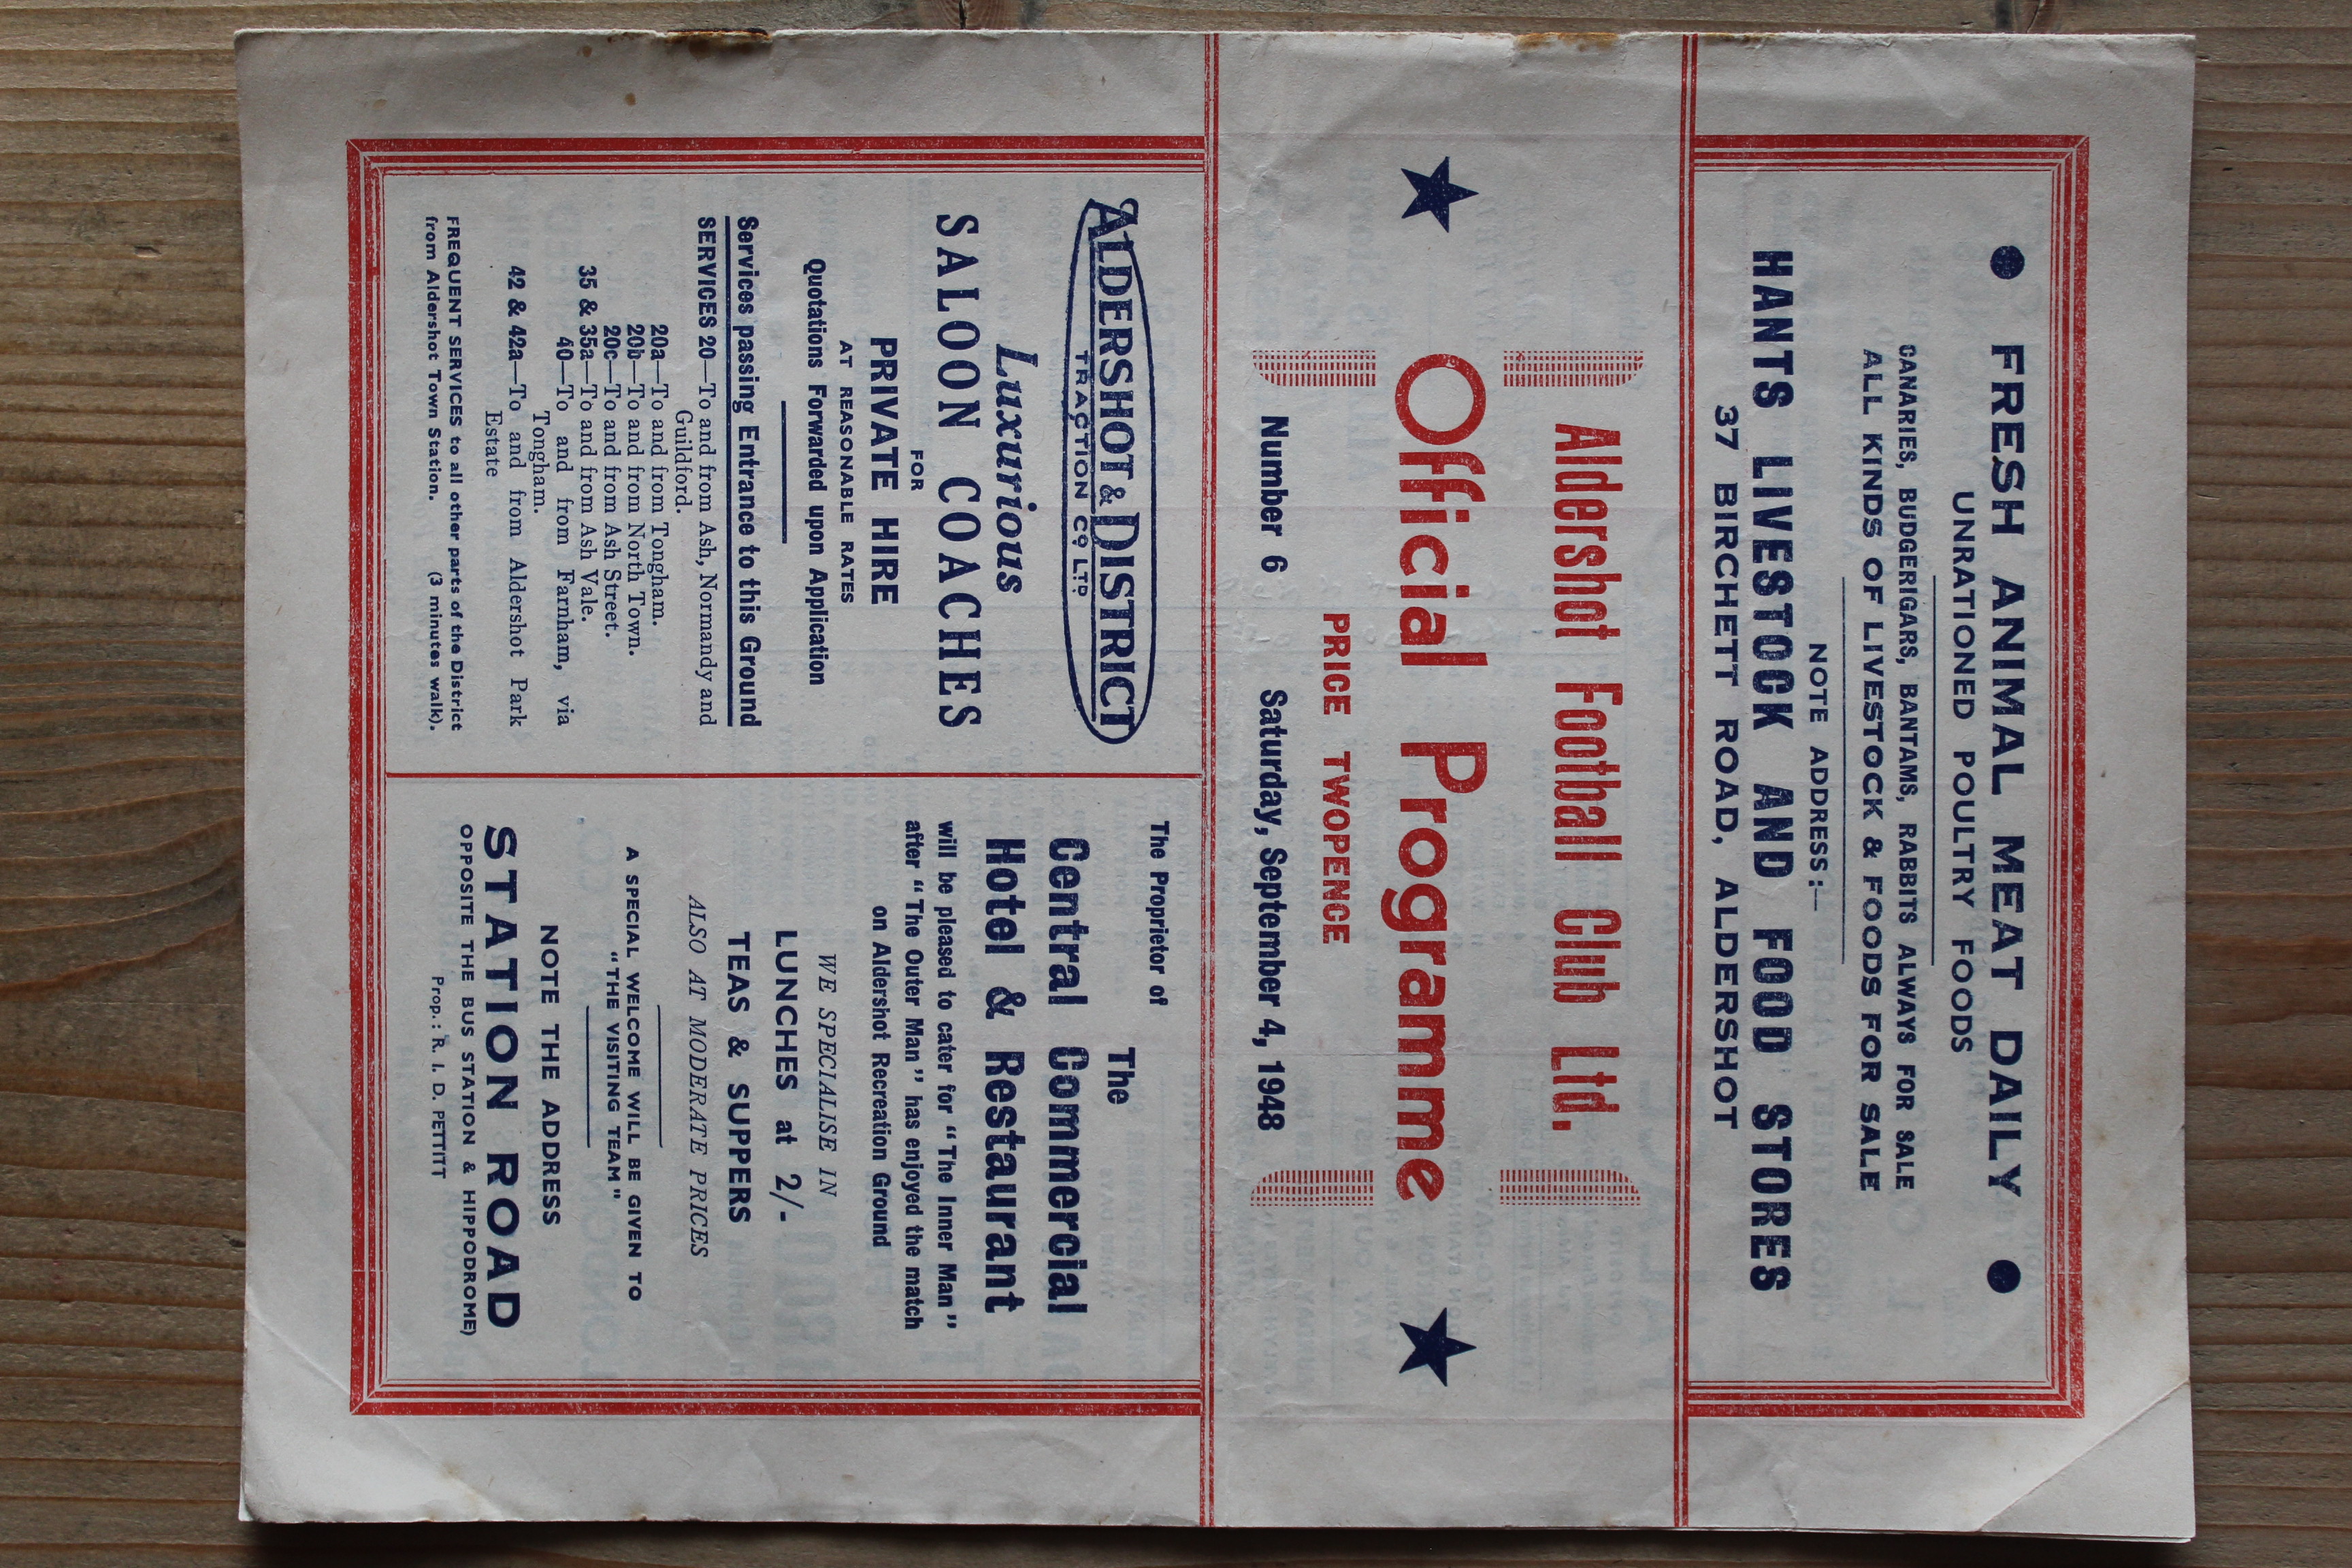 ● FRESH ANIMAL MEAT DAILY ●
UNRATIONED POULTRY FOODS
CANARIES, BUDGERIGARS, BANTAMS, RABBITS ALWAYS FOR SALE
ALL KINDS OF LIVESTOCK & FOODS FOR SALE
NOTE ADDRESS:—
HANTS LIVESTOCK AND FOOD STORES
37 BIRCHETT ROAD, ALDERSHOT
Aldershot Football Club Ltd.
★ Official Programme ★
PRICE TWOPENCE
Number 6 Saturday, September 4, 1948
ALDERSHOT & DISTRICT
TRACTION CO LTD
Luxurious
SALOON COACHES
FOR
PRIVATE HIRE
AT REASONABLE RATES
Quotations Forwarded upon Application
Services passing Entrance to this Ground
SERVICES 20—To and from Ash, Normandy and
Guildford.
20a—To and from Tongham.
20b—To and from North Town.
20c—To and from Ash Street.
35 & 35a—To and from Ash Vale.
40—To and from Farnham, via
Tongham.
42 & 42a—To and from Aldershot Park
Estate
FREQUENT SERVICES to all other parts of the District
from Aldershot Town Station. (3 minutes walk).
The Proprietor of
The
Central Commercial
Hotel & Restaurant
will be pleased to cater for "The Inner Man"
after "The Outer Man" has enjoyed the match
on Aldershot Recreation Ground
WE SPECIALISE IN
LUNCHES at 2/-
TEAS & SUPPERS
ALSO AT MODERATE PRICES
A SPECIAL WELCOME WILL BE GIVEN TO
"THE VISITING TEAM"
NOTE THE ADDRESS
STATION ROAD
OPPOSITE THE BUS STATION & HIPPODROME)
Prop.: R. I. D. PETTITT